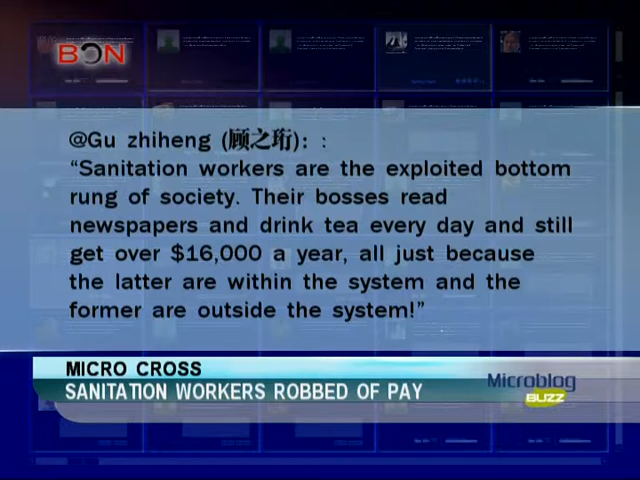 BON
@Gu zhiheng (顾之珩): :
“Sanitation workers are the exploited bottom
rung of society. Their bosses read
newspapers and drink tea every day and still
get over $16,000 a year, all just because
the latter are within the system and the
former are outside the system!”
MICRO CROSS
SANITATION WORKERS ROBBED OF PAY
Microblog
BUZZ